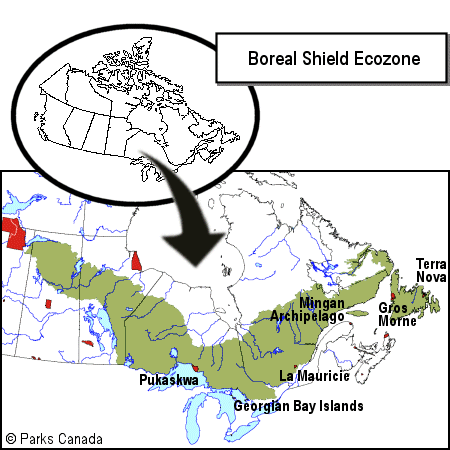 Boreal Shield Ecozone
Terra
Nova
Mingan
Archipelago
Gros
Morne
Pukaskwa
La Mauricie
Georgian Bay Islands
© Parks Canada